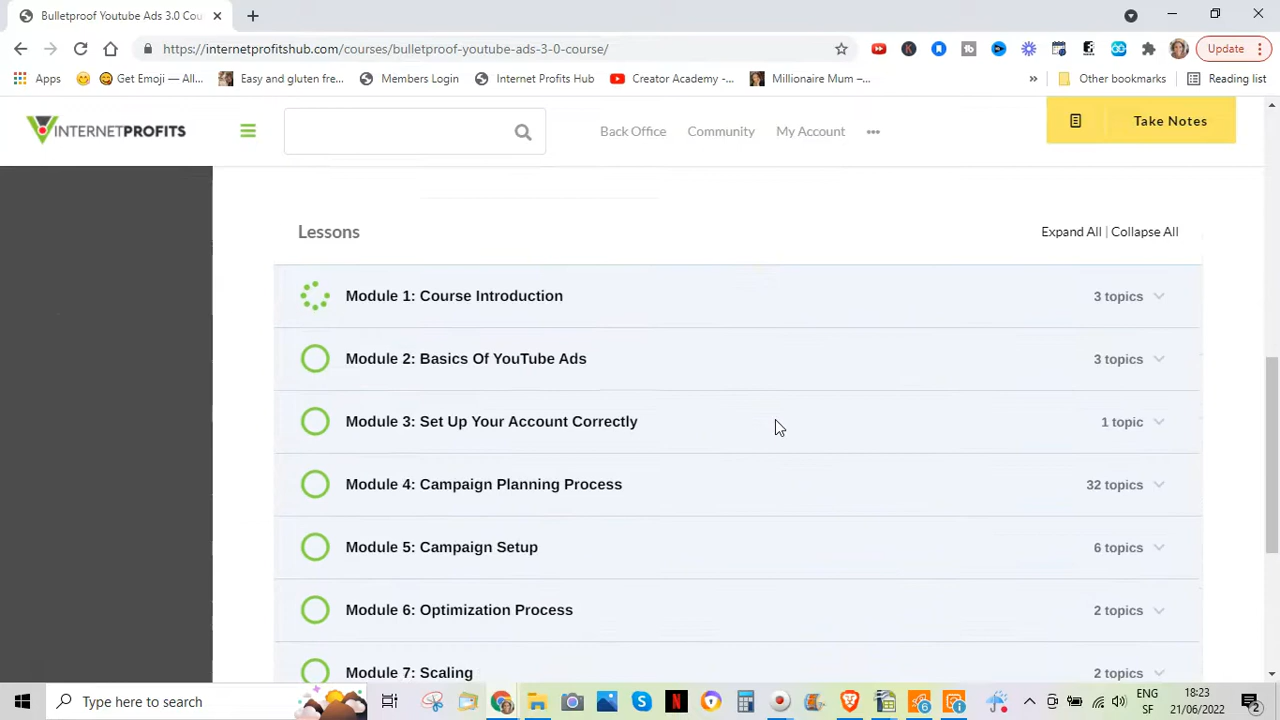 Bulletproof Youtube Ads 3.0 Cou
https://internetprofitshub.com/courses/bulletproof-youtube-ads-3-0-course/
Update
Apps
Get Emoji — All...
Easy and gluten fre...
Members Login
Internet Profits Hub
Creator Academy -...
Millionaire Mum –...
»
Other bookmarks
Reading list
INTERNETPROFITS
Back Office
Community
My Account
Take Notes
Lessons
Expand All | Collapse All
Module 1: Course Introduction
3 topics
Module 2: Basics Of YouTube Ads
3 topics
Module 3: Set Up Your Account Correctly
1 topic
Module 4: Campaign Planning Process
32 topics
Module 5: Campaign Setup
6 topics
Module 6: Optimization Process
2 topics
Module 7: Scaling
2 topics
Type here to search
ENG
SF
18:23
21/06/2022
2